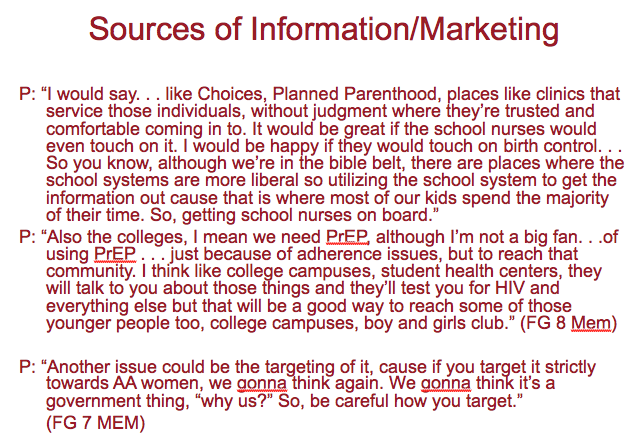 Sources of Information/Marketing
P: “I would say. . . like Choices, Planned Parenthood, places like clinics that
service those individuals, without judgment where they’re trusted and
comfortable coming in to. It would be great if the school nurses would
even touch on it. I would be happy if they would touch on birth control. . .
So you know, although we’re in the bible belt, there are places where the
school systems are more liberal so utilizing the school system to get the
information out cause that is where most of our kids spend the majority
of their time. So, getting school nurses on board.”
P: “Also the colleges, I mean we need PrEP, although I’m not a big fan. . .of
using PrEP . . . just because of adherence issues, but to reach that
community. I think like college campuses, student health centers, they
will talk to you about those things and they’ll test you for HIV and
everything else but that will be a good way to reach some of those
younger people too, college campuses, boy and girls club.” (FG 8 Mem)
P: “Another issue could be the targeting of it, cause if you target it strictly
towards AA women, we gonna think again. We gonna think it’s a
government thing, “why us?” So, be careful how you target.”
(FG 7 MEM)